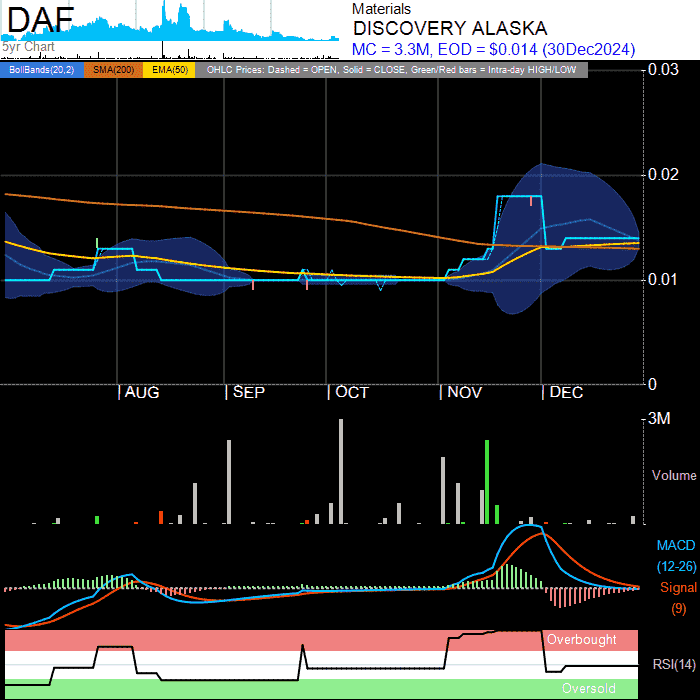 DAF
5yr Chart
Materials
DISCOVERY ALASKA
MC = 3.3M, EOD = $0.014 (30Dec2024)
BollBands(20,2) SMA(200) EMA(50) OHLC Prices: Dashed = OPEN, Solid = CLOSE, Green/Red bars = Intra-day HIGH/LOW
0.03
0.02
0.01
0
AUG SEP OCT NOV DEC
3M
Volume
MACD
(12-26)
Signal
(9)
Overbought
RSI(14)
Oversold